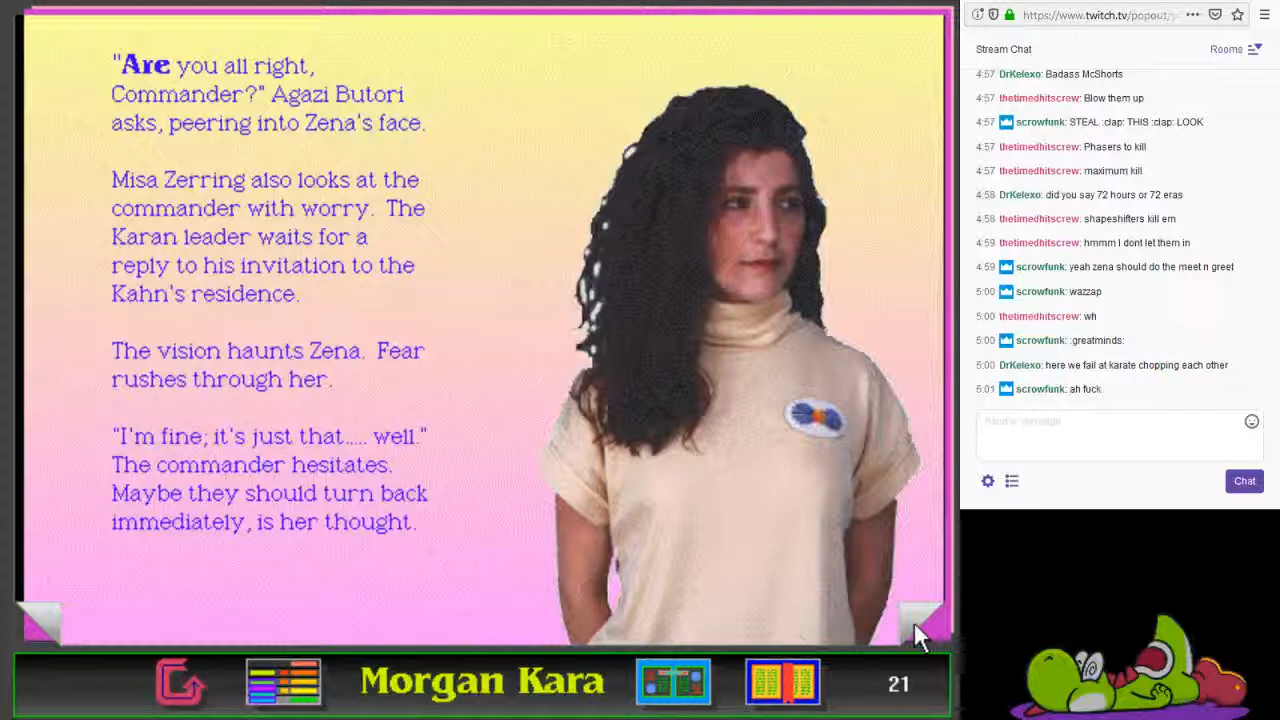 "Are you all right,
Commander?" Agazi Butori
asks, peering into Zena's face.
Misa Zerring also looks at the
commander with worry. The
Karan leader waits for a
reply to his invitation to the
Kahn's residence.
The vision haunts Zena. Fear
rushes through her.
"I'm fine; it's just that..... well."
The commander hesitates.
Maybe they should turn back
immediately, is her thought.
Morgan Kara
21
https://www.twitch.tv/popout/
Stream Chat
Rooms
4:57 DrKelexo: Badass McShorts
4:57 thetimedhitscrew: Blow them up
4:57 scrowfunk: STEAL :clap: THIS :clap: LOOK
4:57 thetimedhitscrew: Phasers to kill
4:57 thetimedhitscrew: maximum kill
4:58 DrKelexo: did you say 72 hours or 72 eras
4:58 thetimedhitscrew: shapeshifters kill em
4:59 thetimedhitscrew: hmmm I dont let them in
4:59 scrowfunk: yeah zena should do the meet n greet
5:00 scrowfunk: wazzap
5:00 thetimedhitscrew: wh
5:00 scrowfunk: :greatminds:
5:00 DrKelexo: here we fail at karate chopping each other
5:01 scrowfunk: ah fuck
Send a message
Chat